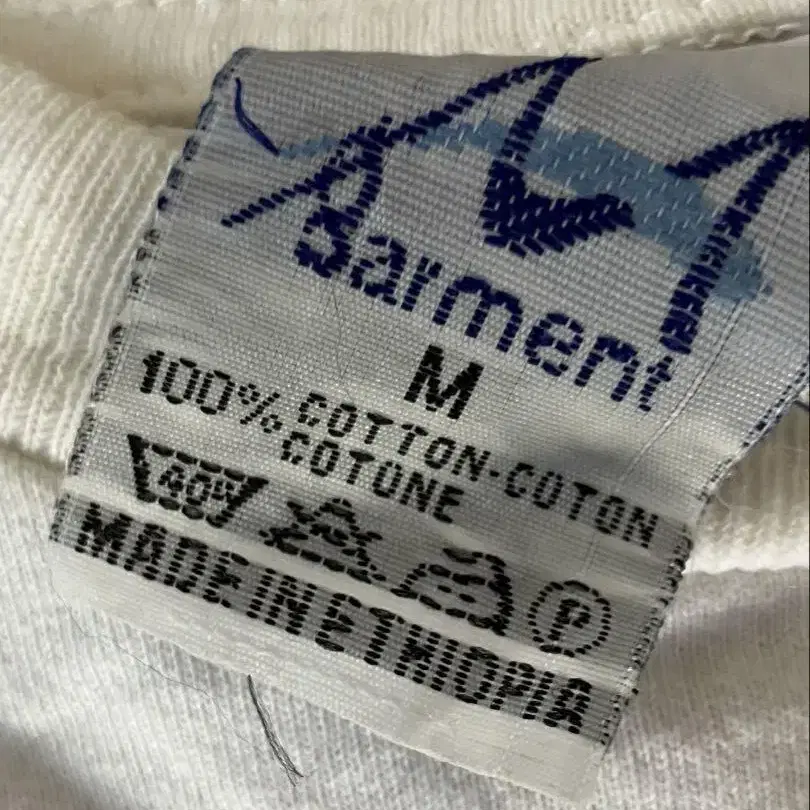 Garment
M
100% COTTON-COTON
COTONE
40°
P
MADE IN ETHIOPIA